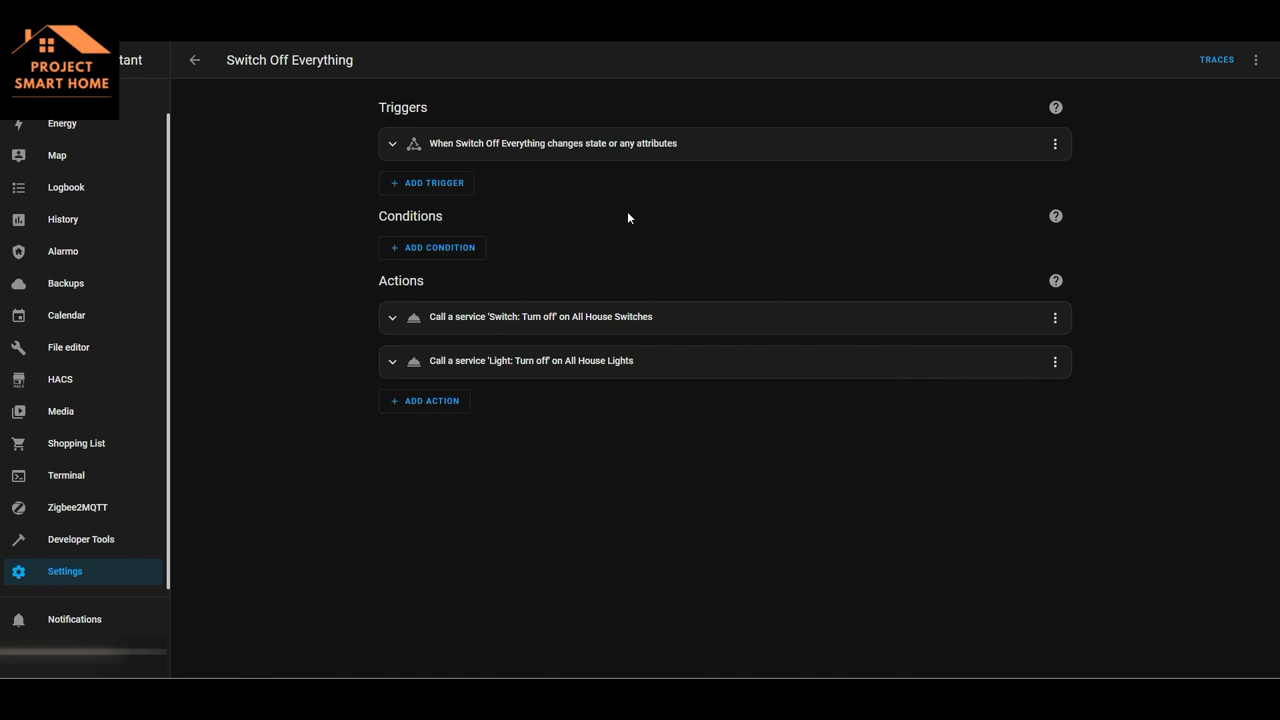 PROJECT
SMART HOME
tant
Switch Off Everything
TRACES
Energy
Map
Logbook
History
Alarmo
Backups
Calendar
File editor
HACS
Media
Shopping List
Terminal
Zigbee2MQTT
Developer Tools
Settings
Notifications
Triggers
When Switch Off Everything changes state or any attributes
+ ADD TRIGGER
Conditions
+ ADD CONDITION
Actions
Call a service 'Switch: Turn off' on All House Switches
Call a service 'Light: Turn off' on All House Lights
+ ADD ACTION